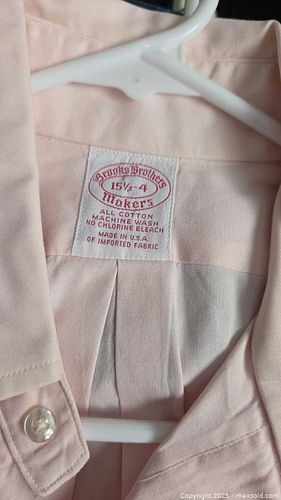 Brooks Brothers
15½-4
Makers
ALL COTTON
MACHINE WASH
NO CHLORINE BLEACH
MADE IN U.S.A.
OF IMPORTED FABRIC
Copyright 2025 - maxsold.com